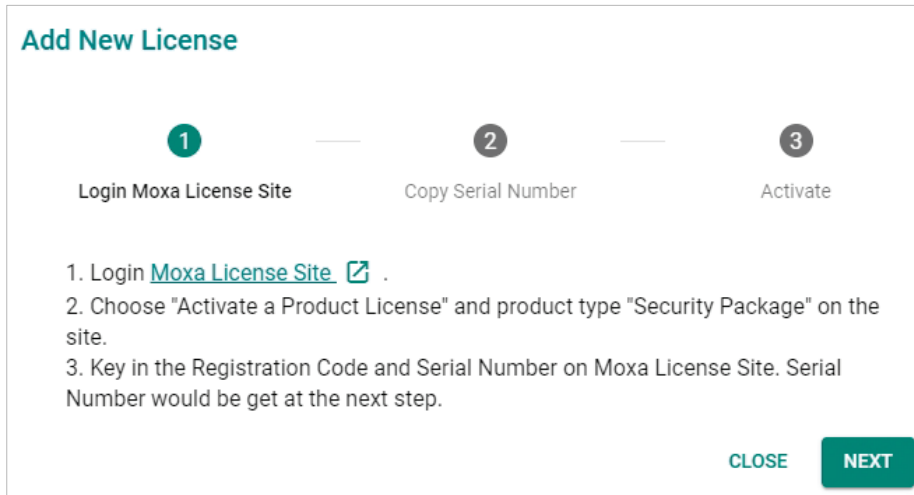 Add New License
1
2
3
Login Moxa License Site
Copy Serial Number
Activate
1. Login Moxa License Site .
2. Choose "Activate a Product License" and product type "Security Package" on the
site.
3. Key in the Registration Code and Serial Number on Moxa License Site. Serial
Number would be get at the next step.
CLOSE
NEXT